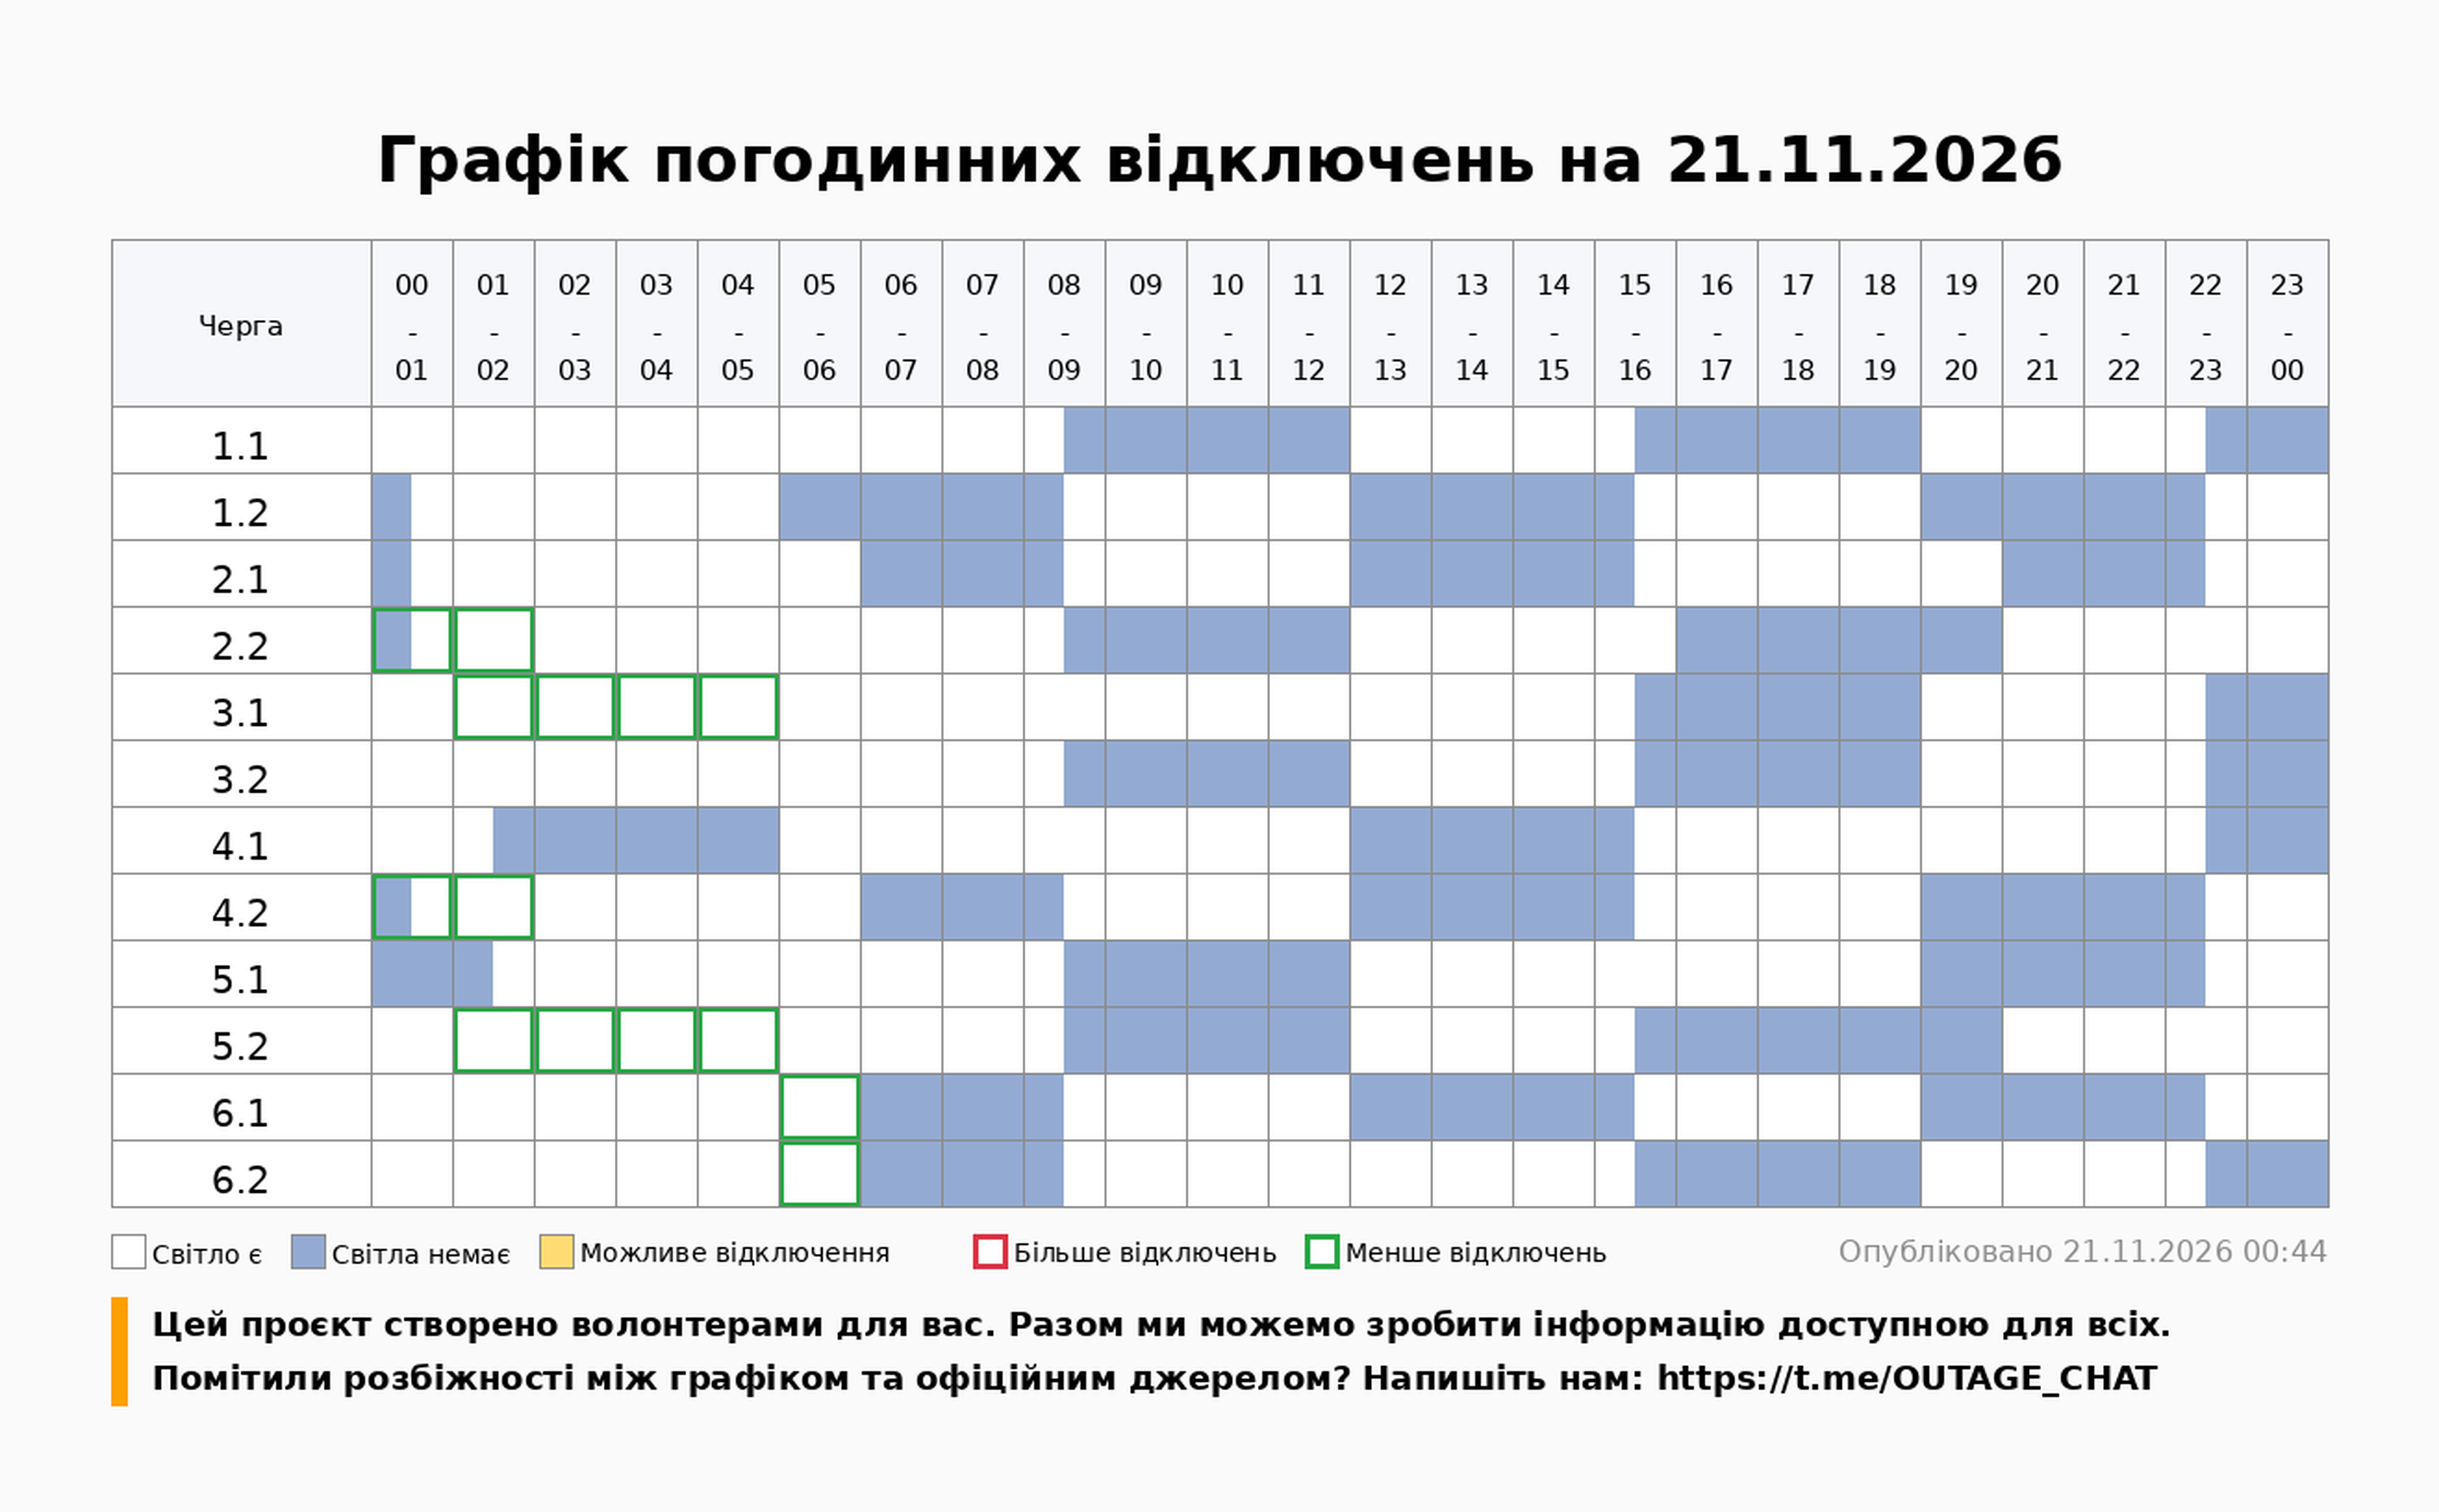 Графік погодинних відключень на 21.11.2026
Черга 00 - 01 01 - 02 02 - 03 03 - 04 04 - 05 05 - 06 06 - 07 07 - 08 08 - 09 09 - 10 10 - 11 11 - 12 12 - 13 13 - 14 14 - 15 15 - 16 16 - 17 17 - 18 18 - 19 19 - 20 20 - 21 21 - 22 22 - 23 23 - 00
1.1
1.2
2.1
2.2
3.1
3.2
4.1
4.2
5.1
5.2
6.1
6.2
Світло є Світла немає Можливе відключення Більше відключень Менше відключень Опубліковано 21.11.2026 00:44
Цей проєкт створено волонтерами для вас. Разом ми можемо зробити інформацію доступною для всіх.
Помітили розбіжності між графіком та офіційним джерелом? Напишіть нам: https://t.me/OUTAGE_CHAT